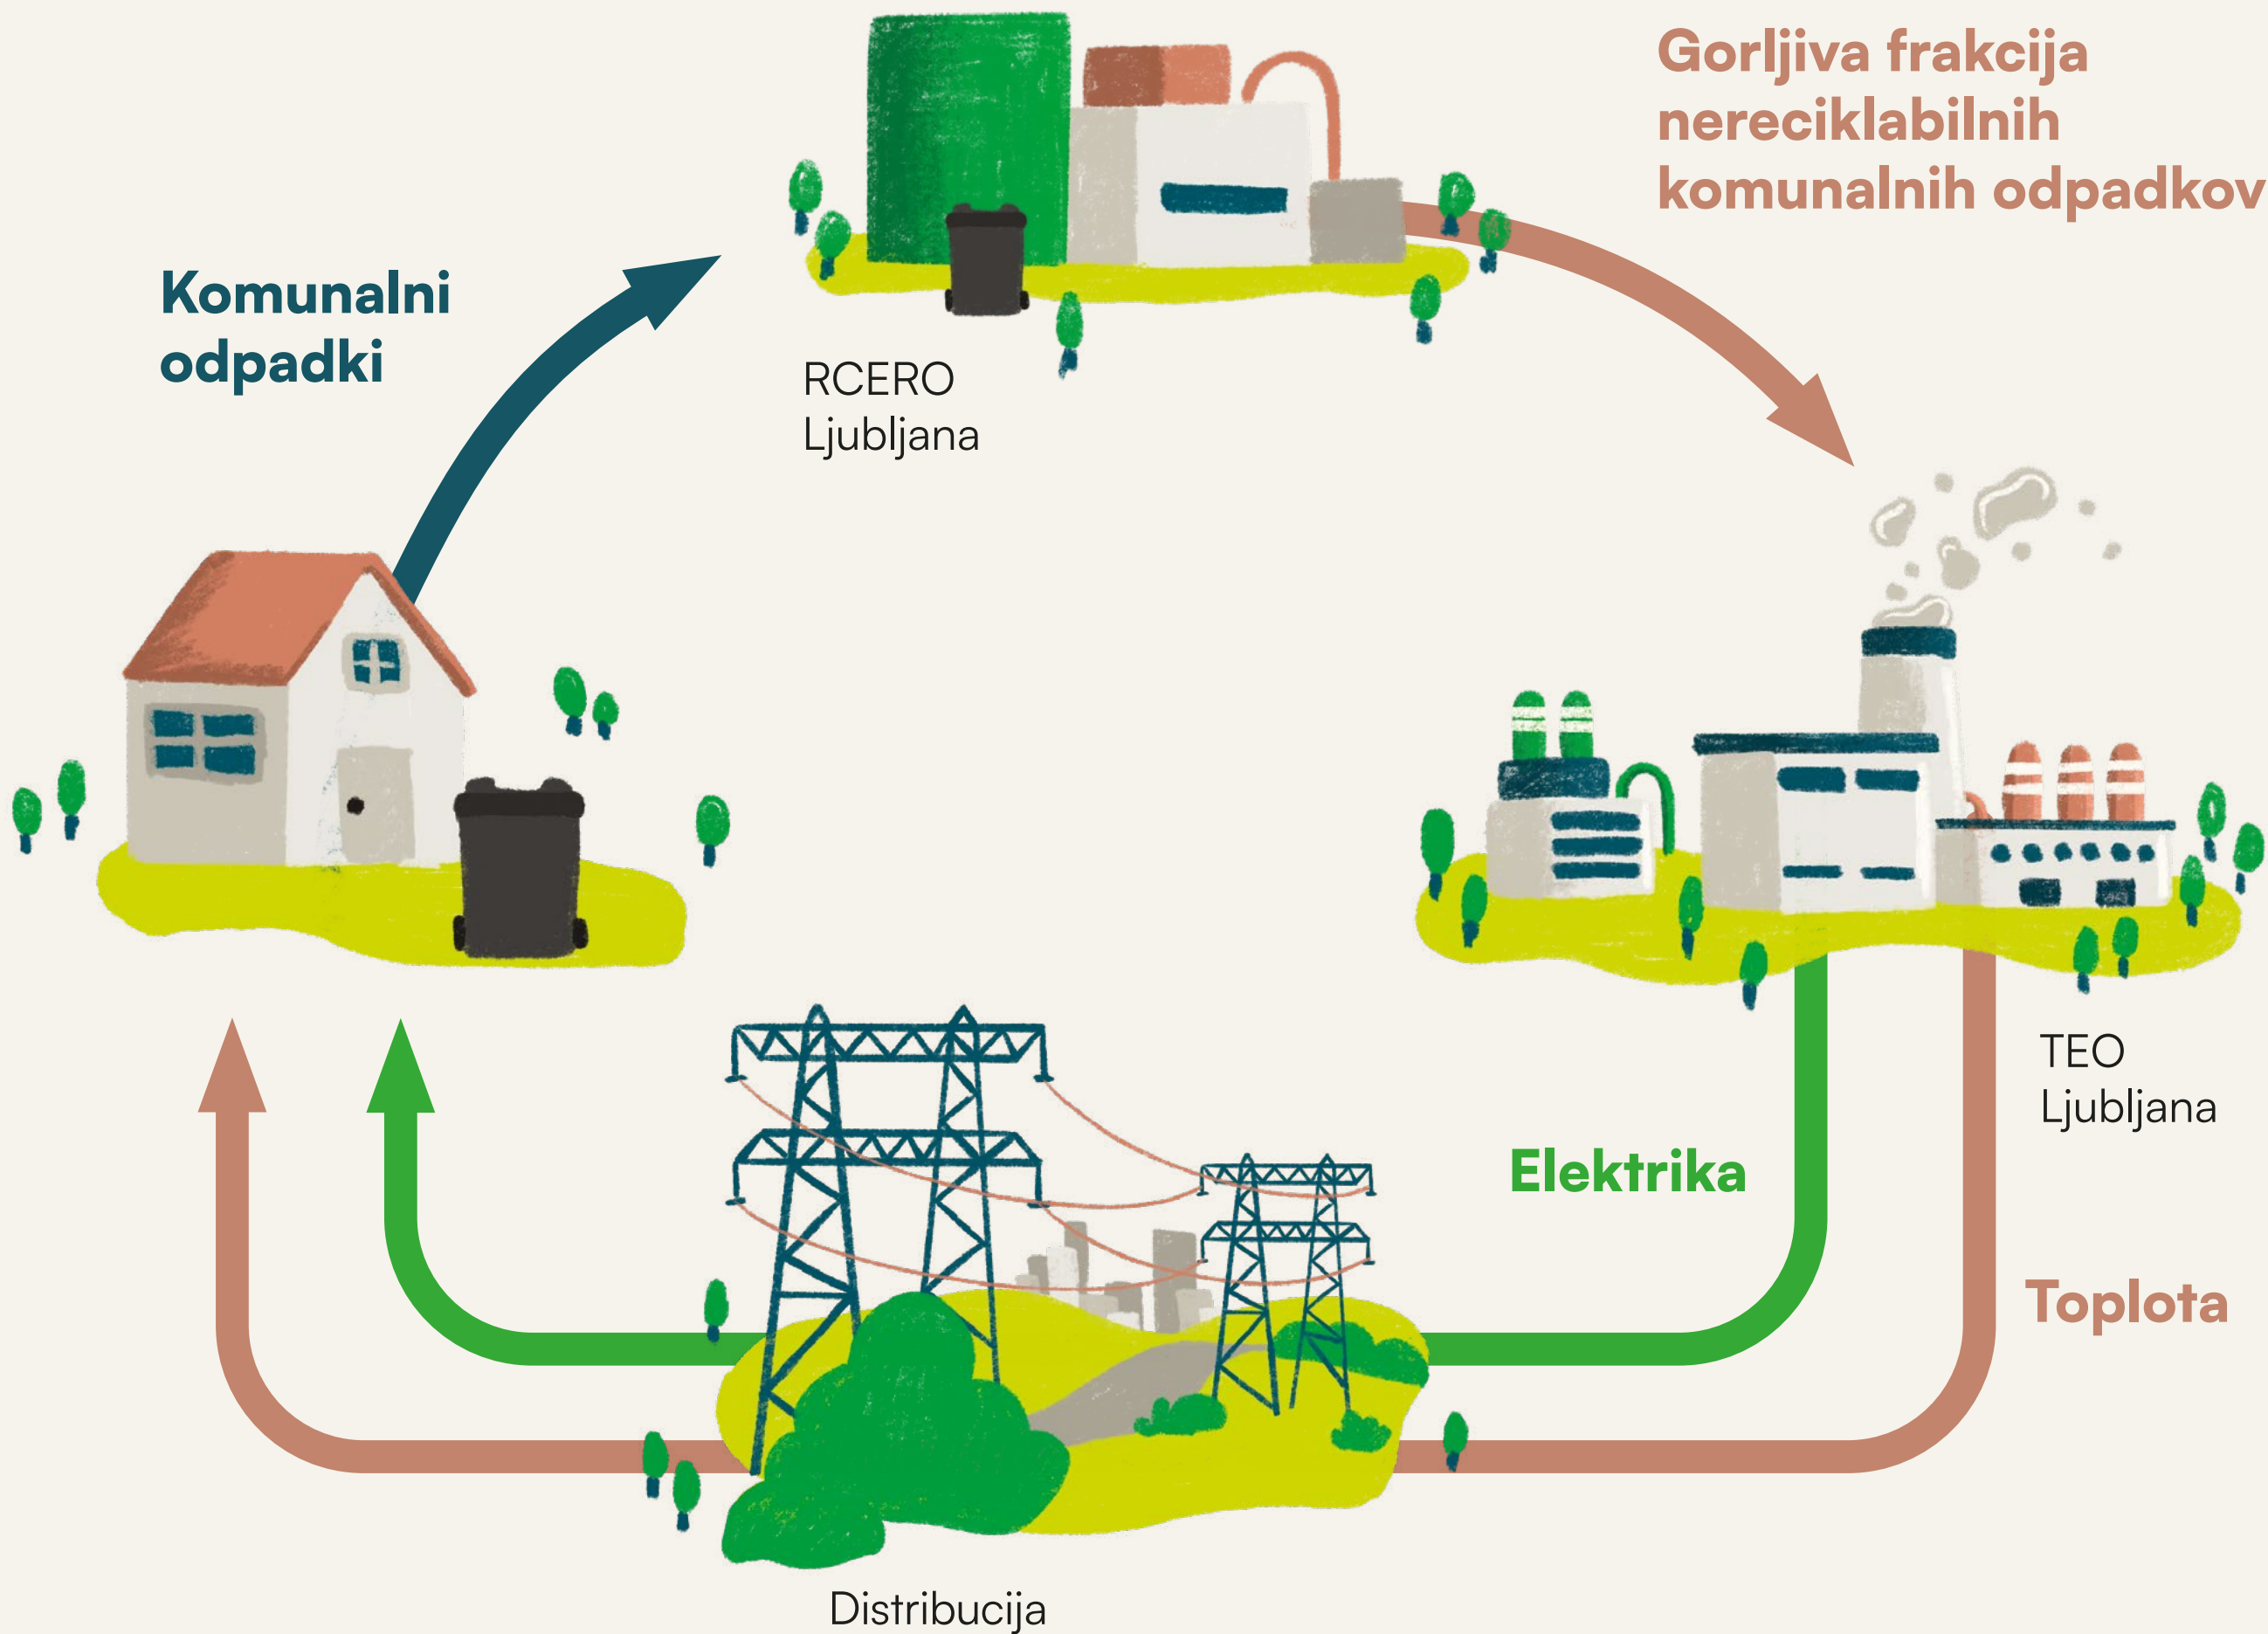 Gorljiva frakcija
nereciklabilnih
komunalnih odpadkov
Komunalni
odpadki
RCERO
Ljubljana
TEO
Ljubljana
Elektrika
Toplota
Distribucija